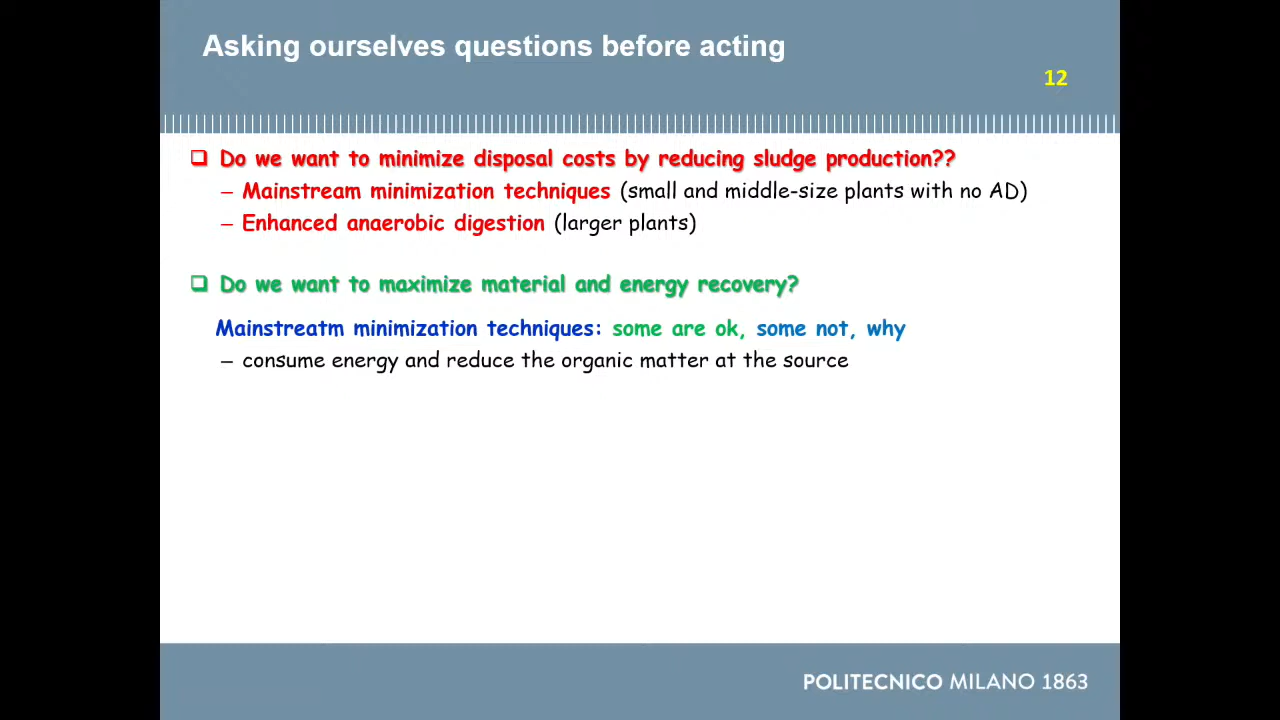 Asking ourselves questions before acting
12
Do we want to minimize disposal costs by reducing sludge production??
– Mainstream minimization techniques (small and middle-size plants with no AD)
– Enhanced anaerobic digestion (larger plants)
Do we want to maximize material and energy recovery?
Mainstreatm minimization techniques: some are ok, some not, why
– consume energy and reduce the organic matter at the source
POLITECNICO MILANO 1863